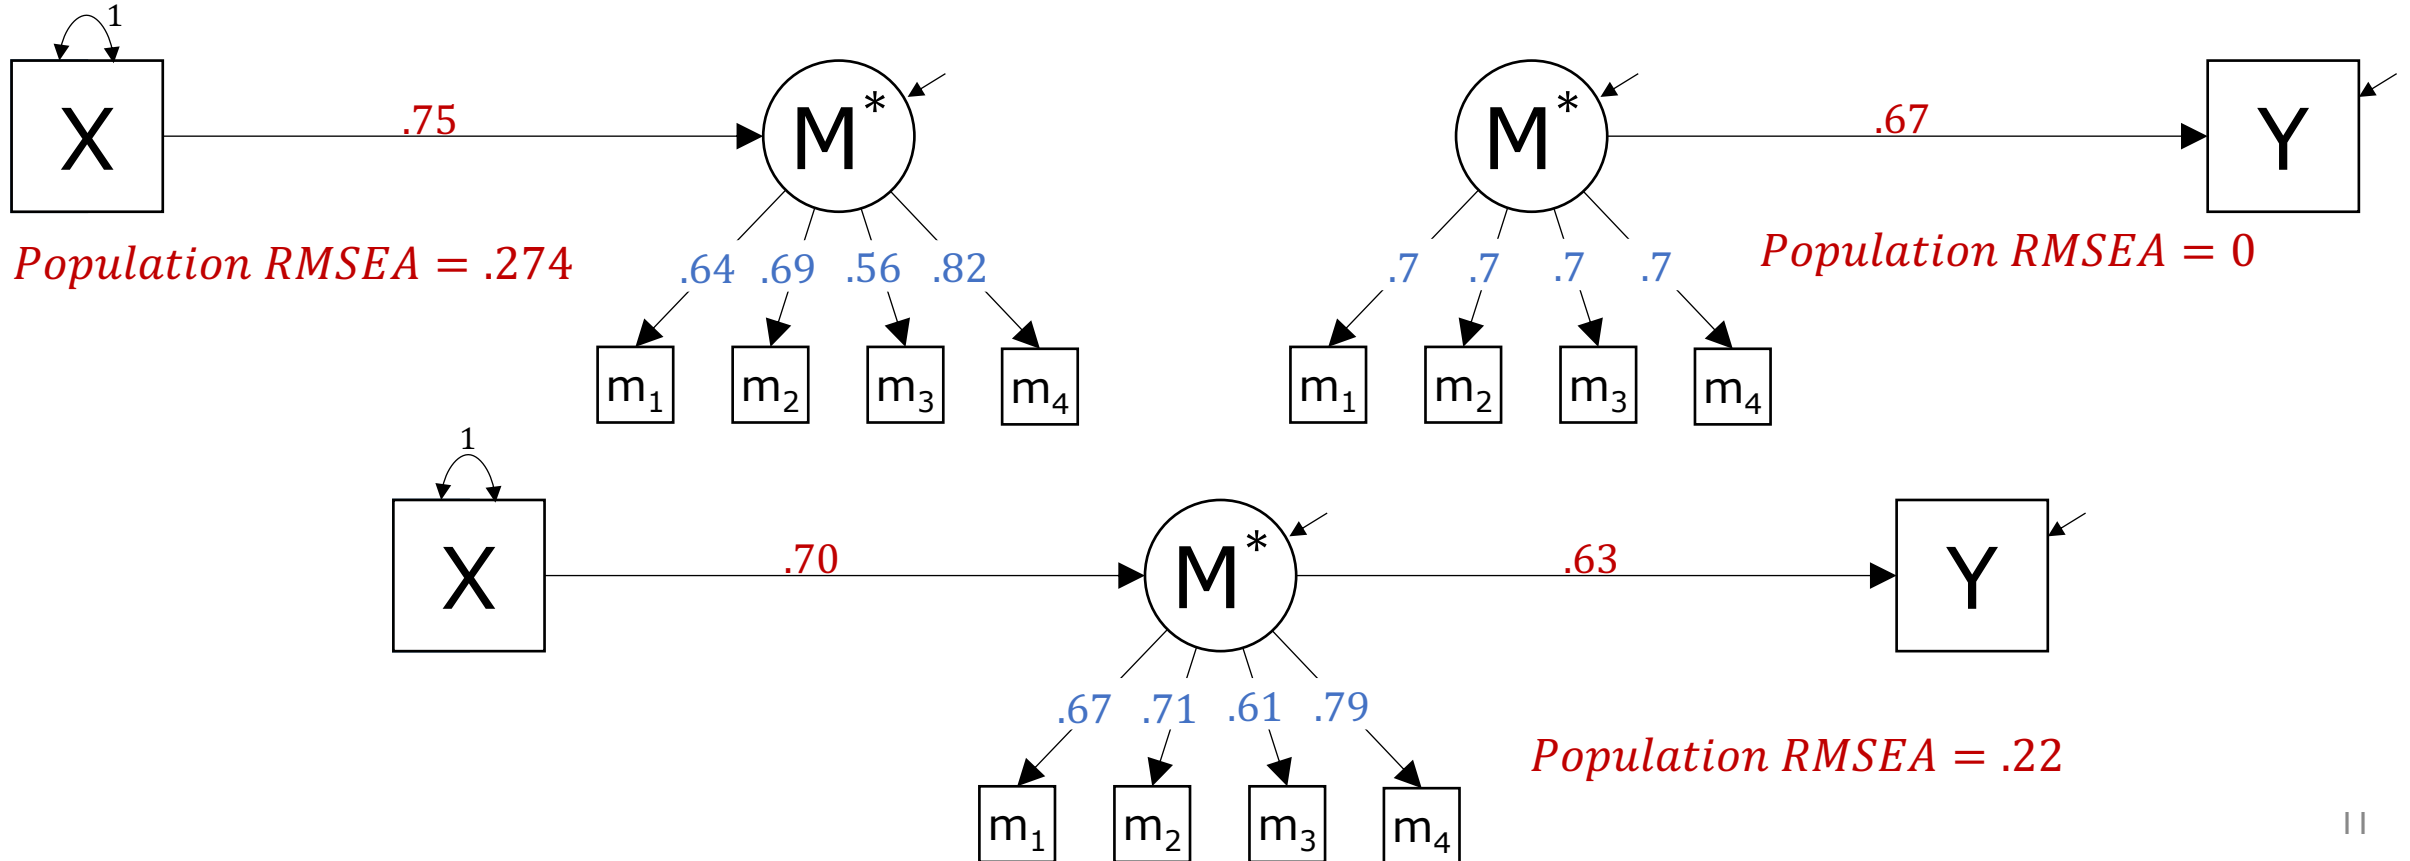 1
X .75 M*
M* .67 Y
Population RMSEA = .274
.64 .69 .56 .82
m1 m2 m3 m4
.7 .7 .7 .7
Population RMSEA = 0
m1 m2 m3 m4
1
X .70 M* .63 Y
.67 .71 .61 .79
Population RMSEA = .22
m1 m2 m3 m4
11